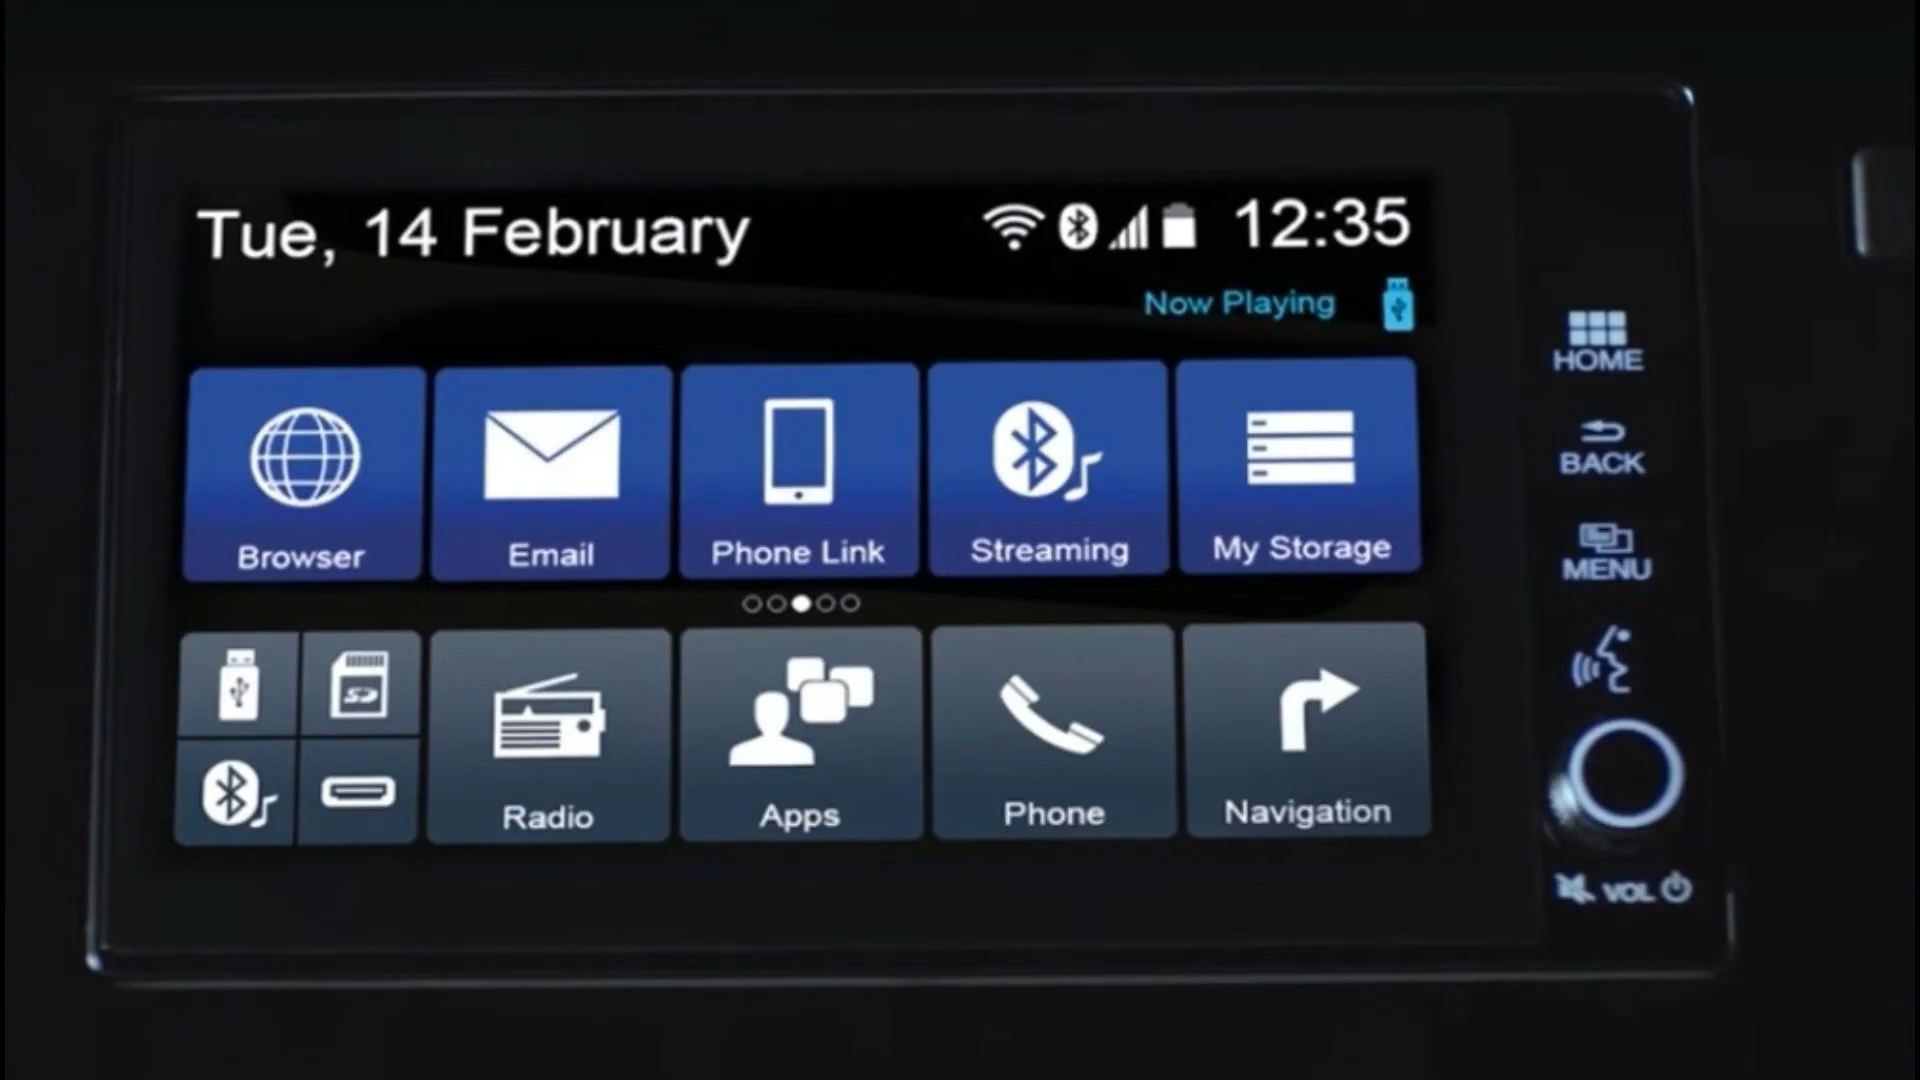 Tue, 14 February
12:35
Now Playing
Browser
Email
Phone Link
Streaming
My Storage
Radio
Apps
Phone
Navigation
HOME
BACK
MENU
VOL